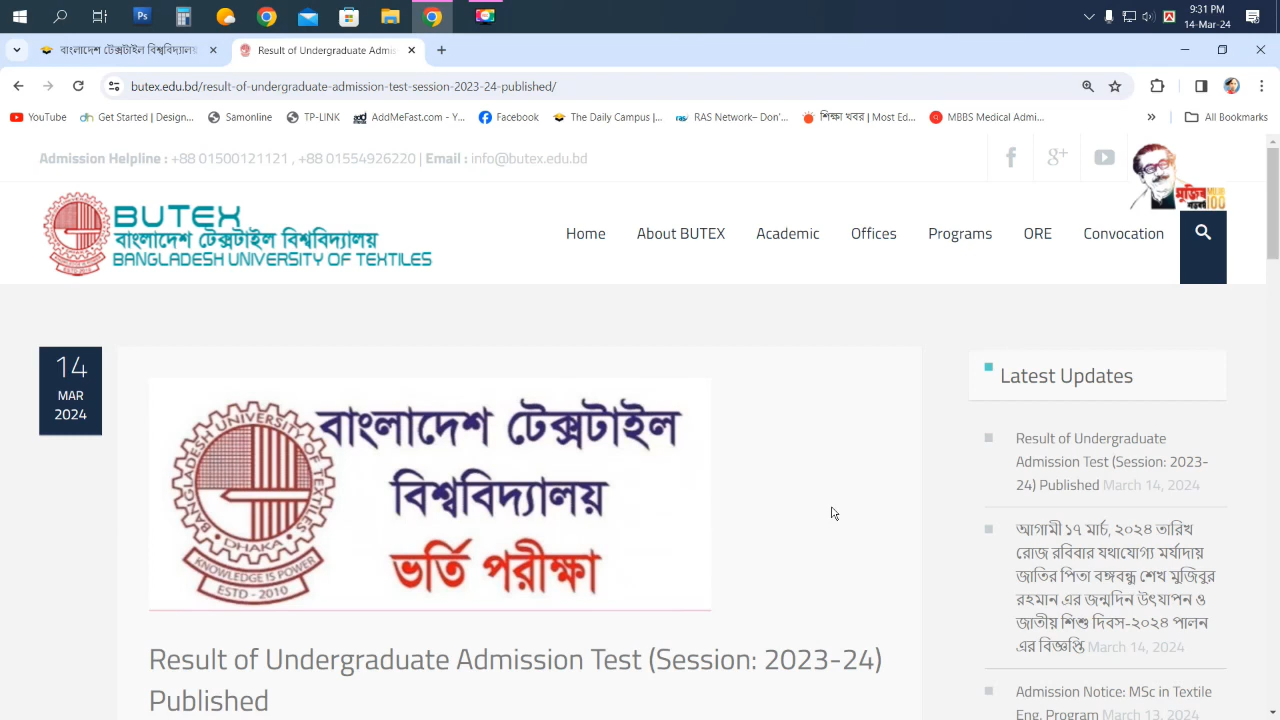 9:31 PM
14-Mar-24
বাংলাদেশ টেক্সটাইল বিশ্ববিদ্যালয়
Result of Undergraduate Admis
butex.edu.bd/result-of-undergraduate-admission-test-session-2023-24-published/
YouTube
Get Started | Design...
Samonline
TP-LINK
AddMeFast.com - Y...
Facebook
The Daily Campus |...
RAS Network– Don'...
শিক্ষা খবর | Most Ed...
MBBS Medical Admi...
All Bookmarks
Admission Helpline : +88 01500121121 , +88 01554926220 | Email : info@butex.edu.bd
মুজিব
100
BUTEX
বাংলাদেশ টেক্সটাইল বিশ্ববিদ্যালয়
BANGLADESH UNIVERSITY OF TEXTILES
Home
About BUTEX
Academic
Offices
Programs
ORE
Convocation
14
MAR
2024
বাংলাদেশ টেক্সটাইল
বিশ্ববিদ্যালয়
ভর্তি পরীক্ষা
BANGLADESH UNIVERSITY OF TEXTILES
DHAKA
KNOWLEDGE IS POWER
ESTD - 2010
Result of Undergraduate Admission Test (Session: 2023-24)
Published
Latest Updates
Result of Undergraduate
Admission Test (Session: 2023-
24) Published March 14, 2024
আগামী ১৭ মার্চ, ২০২৪ তারিখ
রোজ রবিবার যথাযোগ্য মর্যাদায়
জাতির পিতা বঙ্গবন্ধু শেখ মুজিবুর
রহমান এর জন্মদিন উৎযাপন ও
জাতীয় শিশু দিবস-২০২৪ পালন
এর বিজ্ঞপ্তি March 14, 2024
Admission Notice: MSc in Textile
Eng. Program March 13, 2024